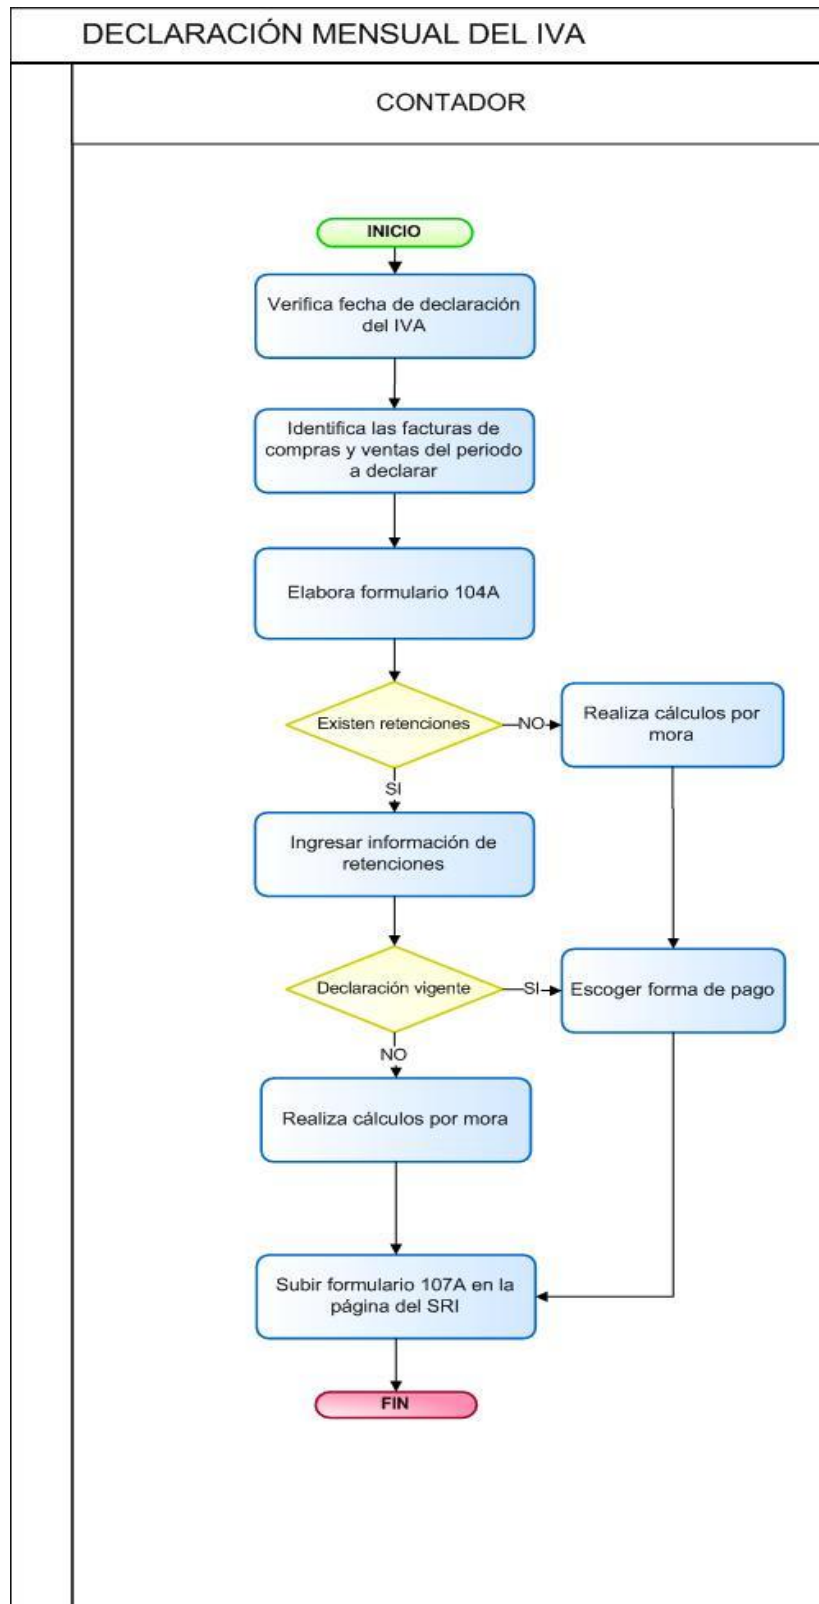 DECLARACIÓN MENSUAL DEL IVA
CONTADOR
INICIO
Verifica fecha de declaración
del IVA
Identifica las facturas de
compras y ventas del periodo
a declarar
Elabora formulario 104A
Existen retenciones
NO
Realiza cálculos por
mora
SI
Ingresar información de
retenciones
Declaración vigente
SI
Escoger forma de pago
NO
Realiza cálculos por mora
Subir formulario 107A en la
página del SRI
FIN